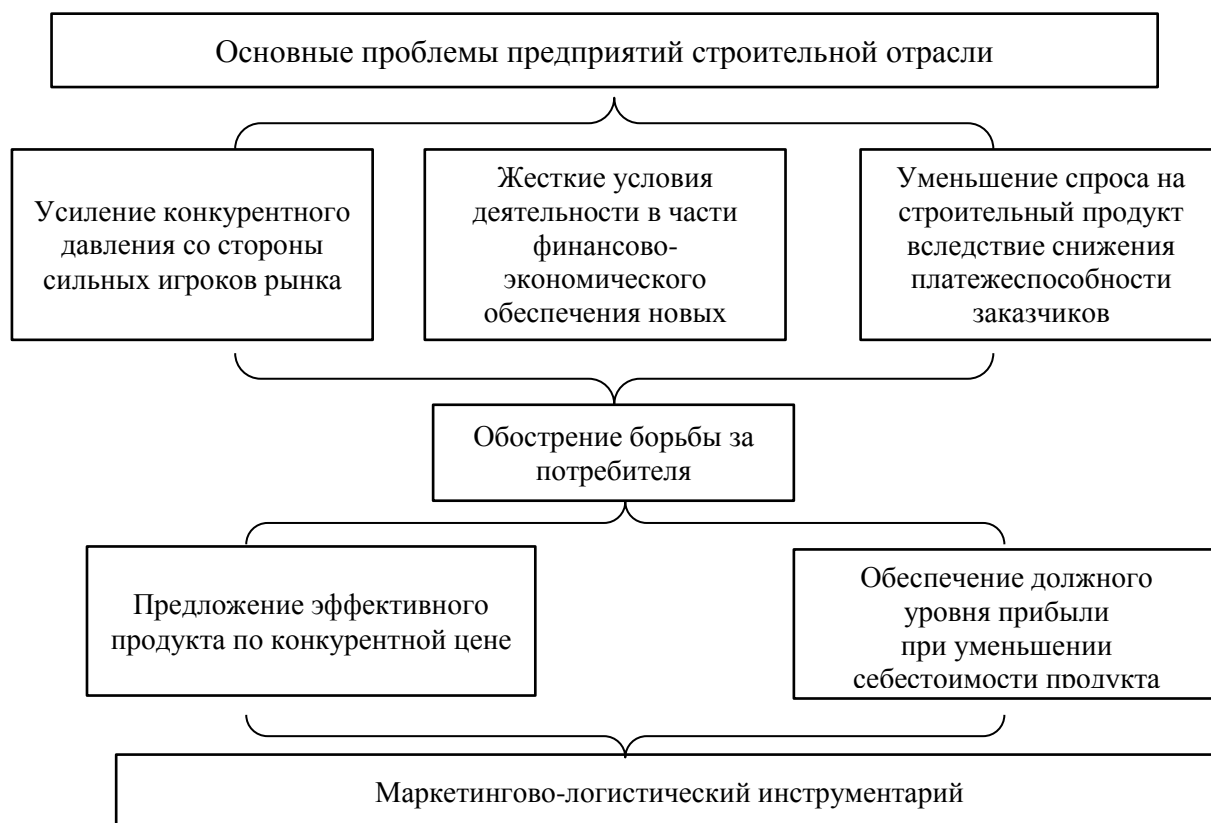 Основные проблемы предприятий строительной отрасли
Усиление конкурентного
давления со стороны
сильных игроков рынка
Жесткие условия
деятельности в части
финансово-
экономического
обеспечения новых
Уменьшение спроса на
строительный продукт
вследствие снижения
платежеспособности
заказчиков
Обострение борьбы за
потребителя
Предложение эффективного
продукта по конкурентной цене
Обеспечение должного
уровня прибыли
при уменьшении
себестоимости продукта
Маркетингово-логистический инструментарий